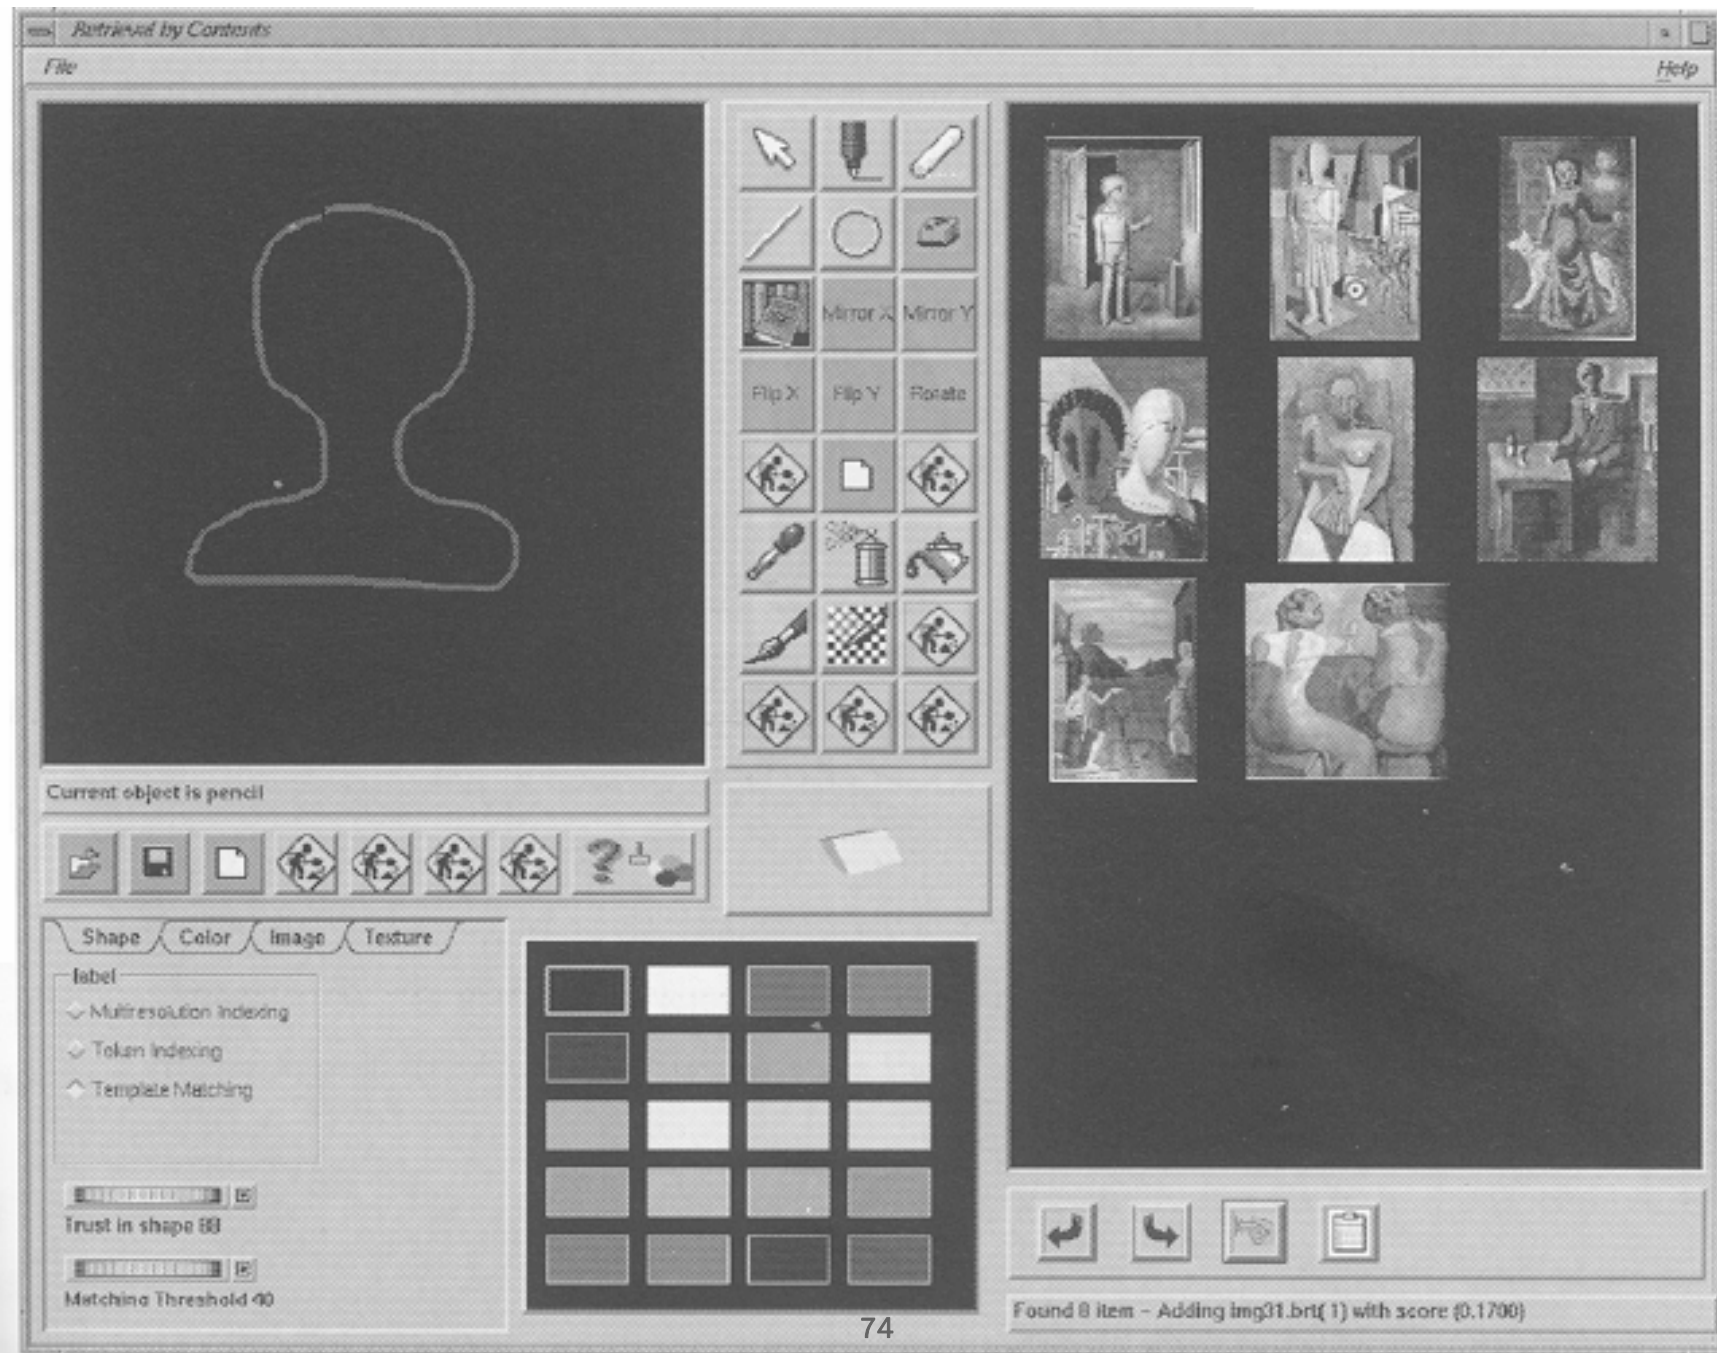 Retrieval by Contents
File
Help
Mirror X
Mirror Y
Flip X
Flip Y
Rotate
Current object is pencil
Shape
Color
Image
Texture
label
Multiresolution Indexing
Token Indexing
Template Matching
Trust in shape 88
Matching Threshold 40
Found 8 item - Adding img31.brt( 1) with score (0.1700)
74